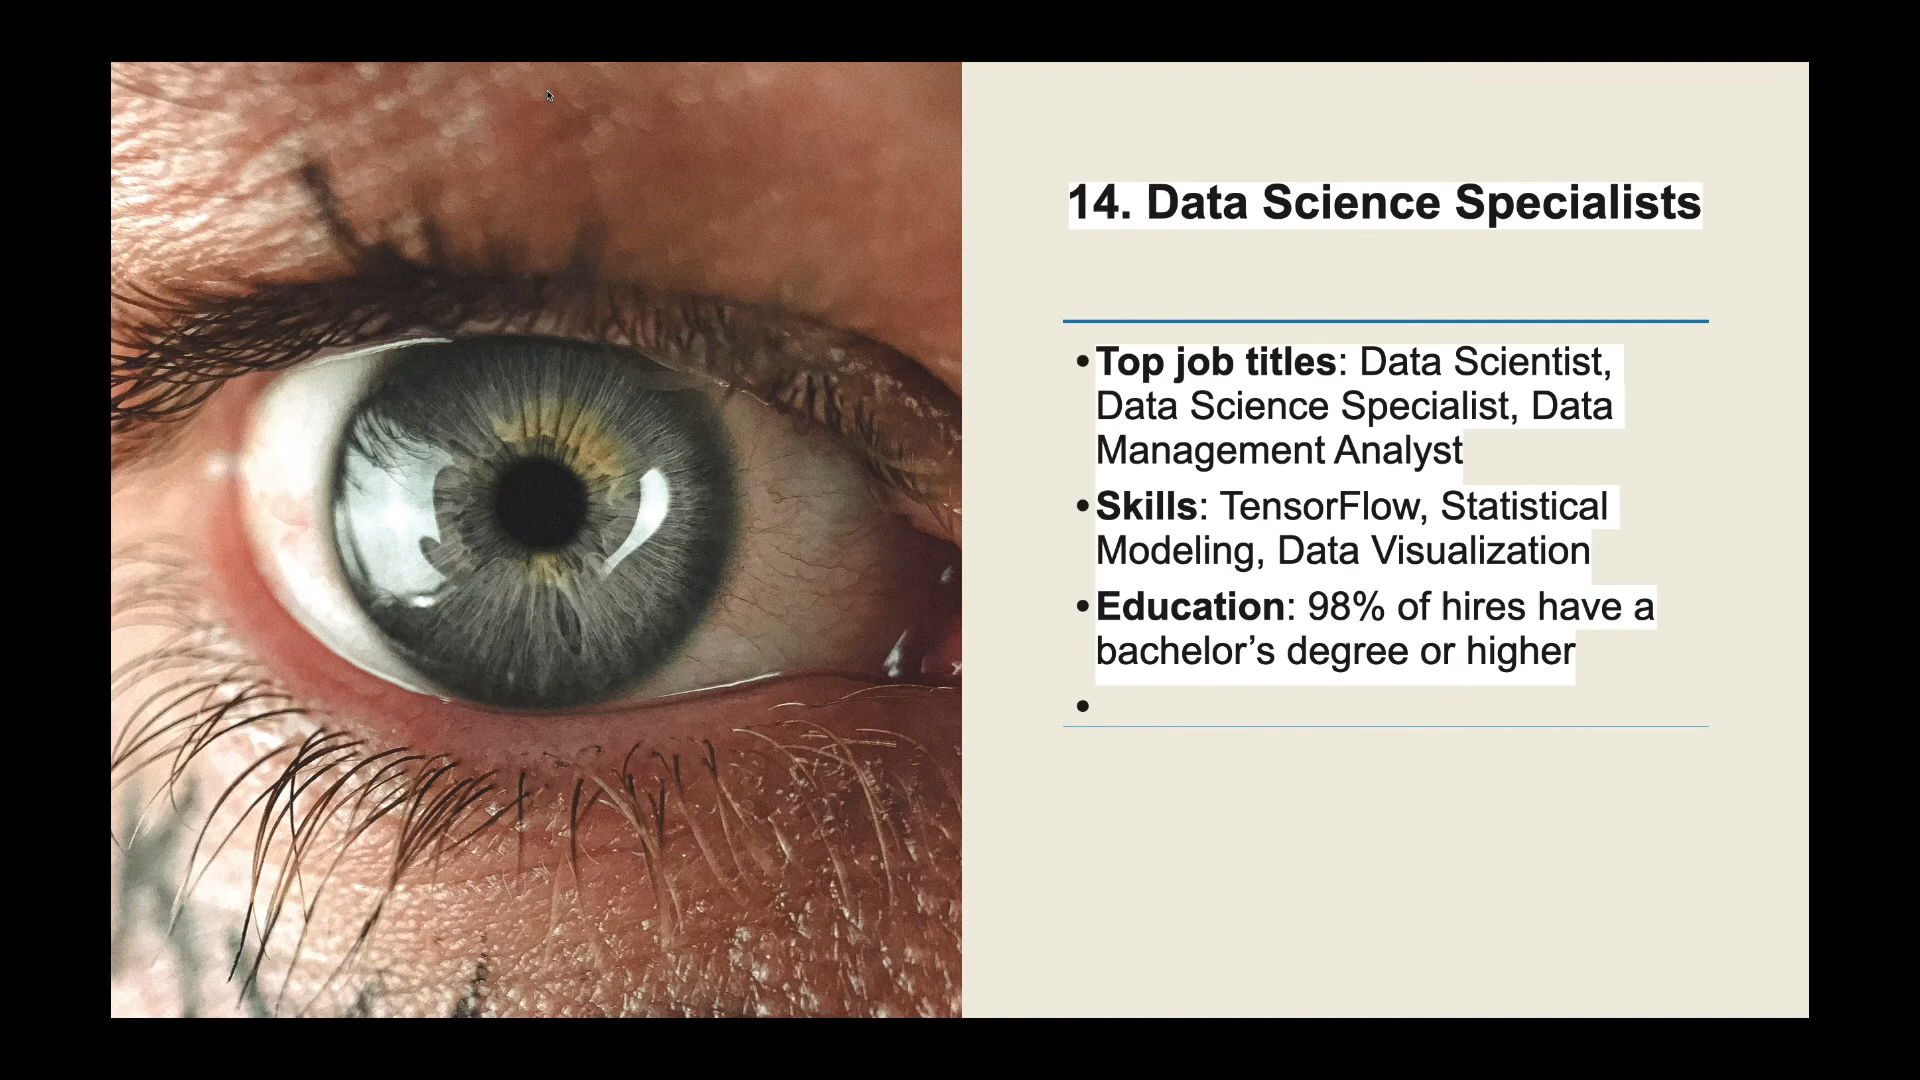 14. Data Science Specialists
•Top job titles: Data Scientist,
Data Science Specialist, Data
Management Analyst
•Skills: TensorFlow, Statistical
Modeling, Data Visualization
•Education: 98% of hires have a
bachelor’s degree or higher
•